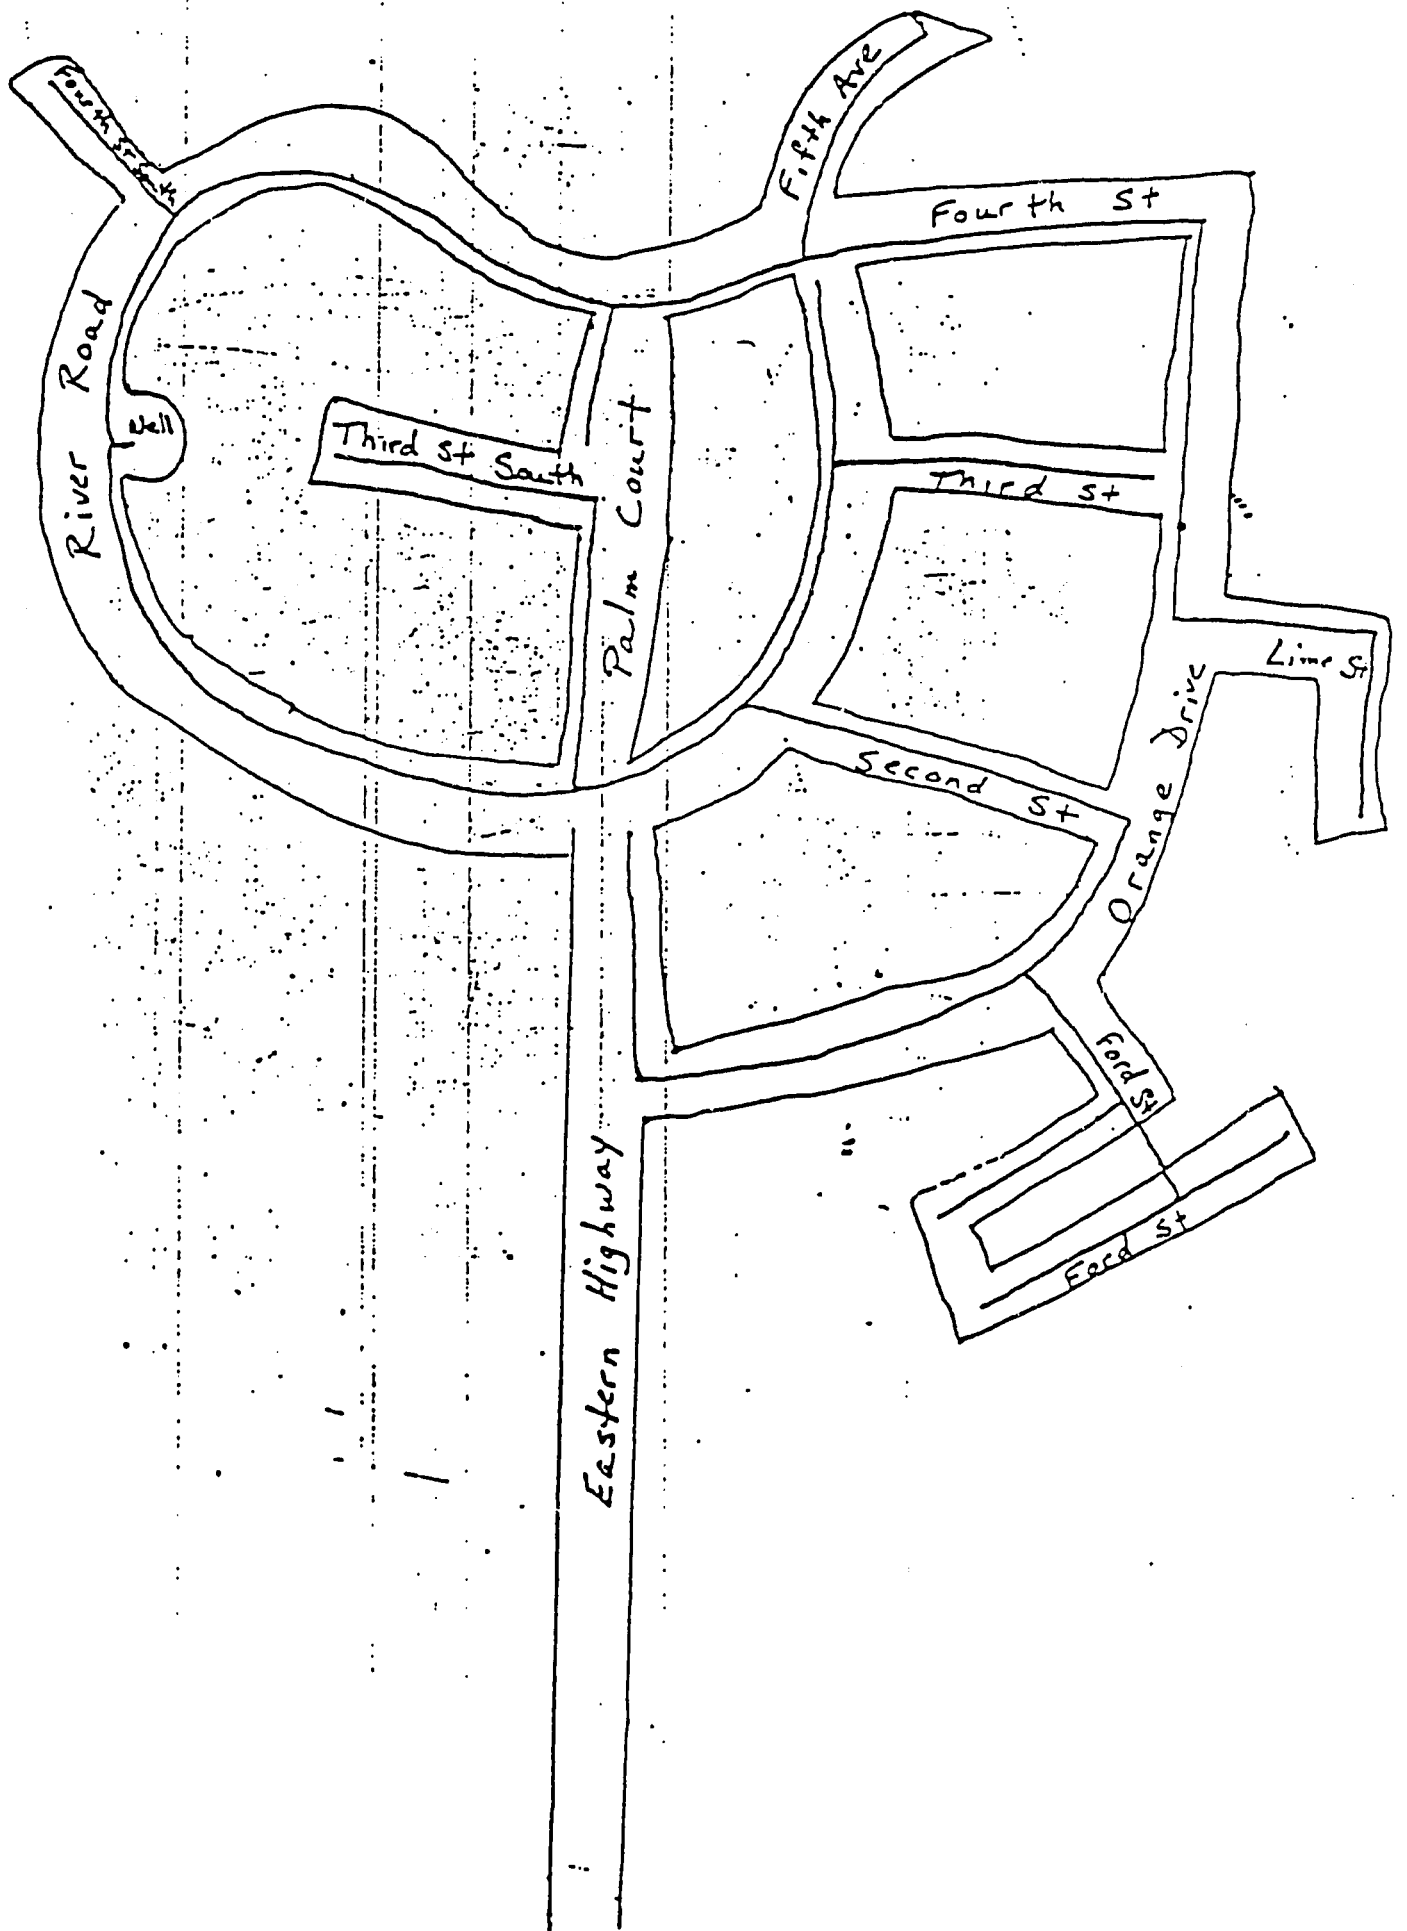 Fourth St South
Fifth Ave
Fourth St
River Road
Well
Third St South
Palm Court
Third St
Lime St
Second St
Orange Drive
Ford St
Ford St
Eastern Highway